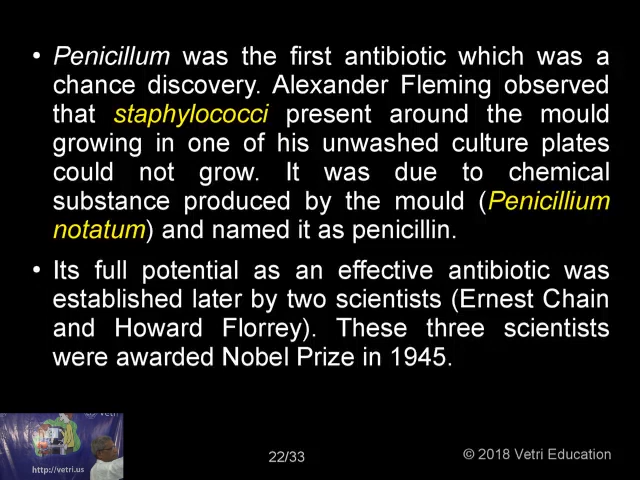 • Penicillum was the first antibiotic which was a
chance discovery. Alexander Fleming observed
that staphylococci present around the mould
growing in one of his unwashed culture plates
could not grow. It was due to chemical
substance produced by the mould (Penicillium
notatum) and named it as penicillin.
• Its full potential as an effective antibiotic was
established later by two scientists (Ernest Chain
and Howard Florrey). These three scientists
were awarded Nobel Prize in 1945.
http://vetri.us
22/33
© 2018 Vetri Education